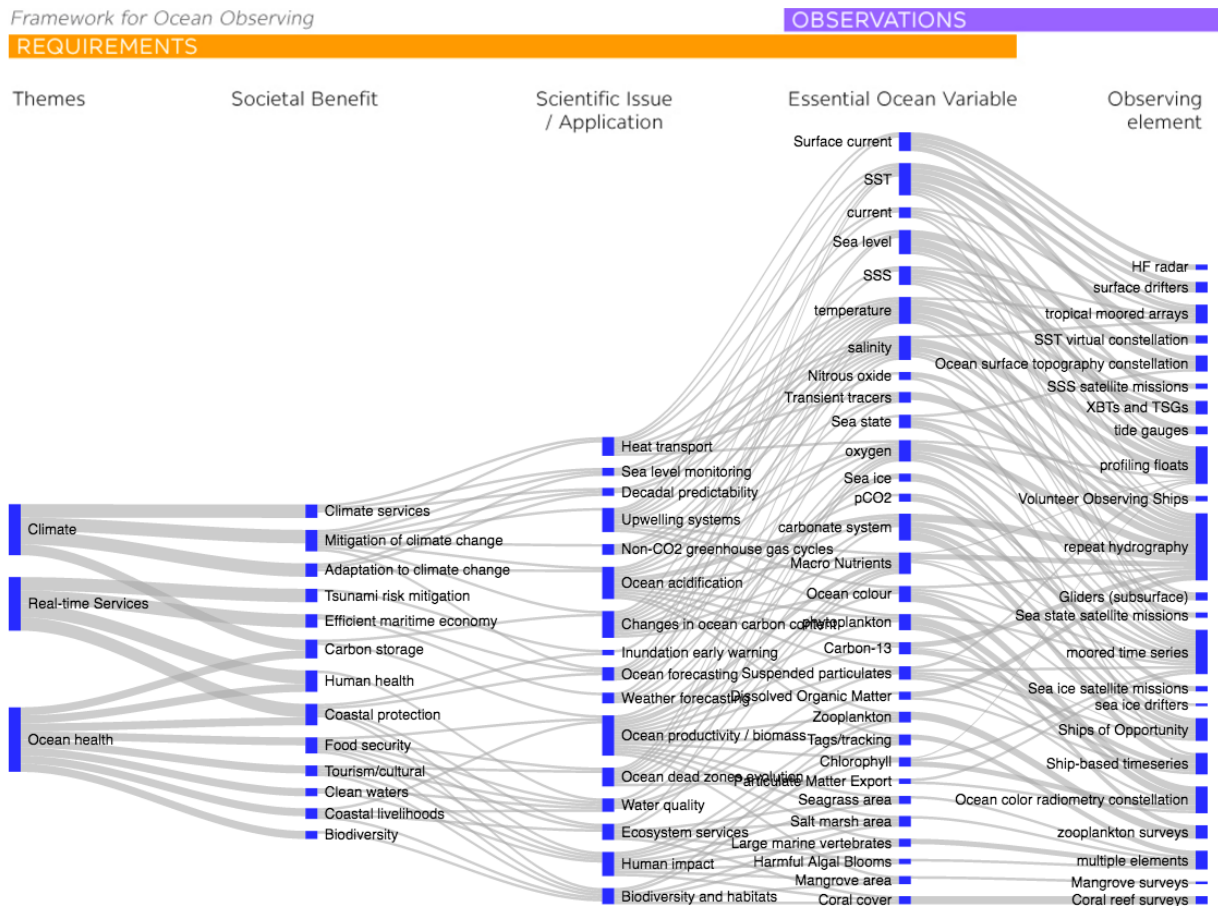 Framework for Ocean Observing
OBSERVATIONS
REQUIREMENTS
Themes
Societal Benefit
Scientific Issue
/ Application
Essential Ocean Variable
Observing
element
Climate
Real-time Services
Ocean health
Climate services
Mitigation of climate change
Adaptation to climate change
Tsunami risk mitigation
Efficient maritime economy
Carbon storage
Human health
Coastal protection
Food security
Tourism/cultural
Clean waters
Coastal livelihoods
Biodiversity
Heat transport
Sea level monitoring
Decadal predictability
Upwelling systems
Non-CO2 greenhouse gas cycles
Ocean acidification
Changes in ocean carbon content
Inundation early warning
Ocean forecasting
Weather forecasting
Ocean productivity / biomass
Ocean dead zones evolution
Water quality
Ecosystem services
Human impact
Biodiversity and habitats
Surface current
SST
current
Sea level
SSS
temperature
salinity
Nitrous oxide
Transient tracers
Sea state
oxygen
Sea ice
pCO2
carbonate system
Macro Nutrients
Ocean colour
phytoplankton
Carbon-13
Suspended particulates
Dissolved Organic Matter
Zooplankton
Tags/tracking
Chlorophyll
Particulate Matter Export
Seagrass area
Salt marsh area
Large marine vertebrates
Harmful Algal Blooms
Mangrove area
Coral cover
HF radar
surface drifters
tropical moored arrays
SST virtual constellation
Ocean surface topography constellation
SSS satellite missions
XBTs and TSGs
tide gauges
profiling floats
Volunteer Observing Ships
repeat hydrography
Gliders (subsurface)
Sea state satellite missions
moored time series
Sea ice satellite missions
sea ice drifters
Ships of Opportunity
Ship-based timeseries
Ocean color radiometry constellation
zooplankton surveys
multiple elements
Mangrove surveys
Coral reef surveys